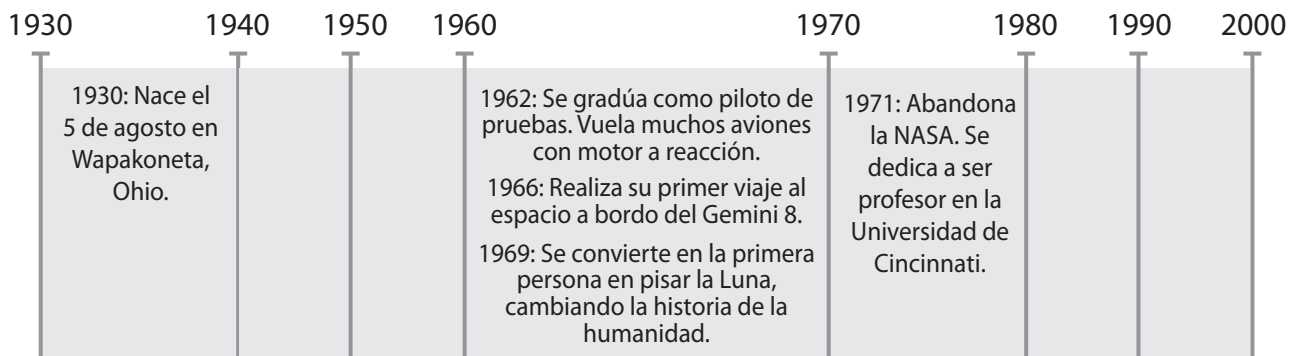 1930 1940 1950 1960 1970 1980 1990 2000
1930: Nace el
5 de agosto en
Wapakoneta,
Ohio.
1962: Se gradúa como piloto de
pruebas. Vuela muchos aviones
con motor a reacción.
1966: Realiza su primer viaje al
espacio a bordo del Gemini 8.
1969: Se convierte en la primera
persona en pisar la Luna,
cambiando la historia de la
humanidad.
1971: Abandona
la NASA. Se
dedica a ser
profesor en la
Universidad de
Cincinnati.